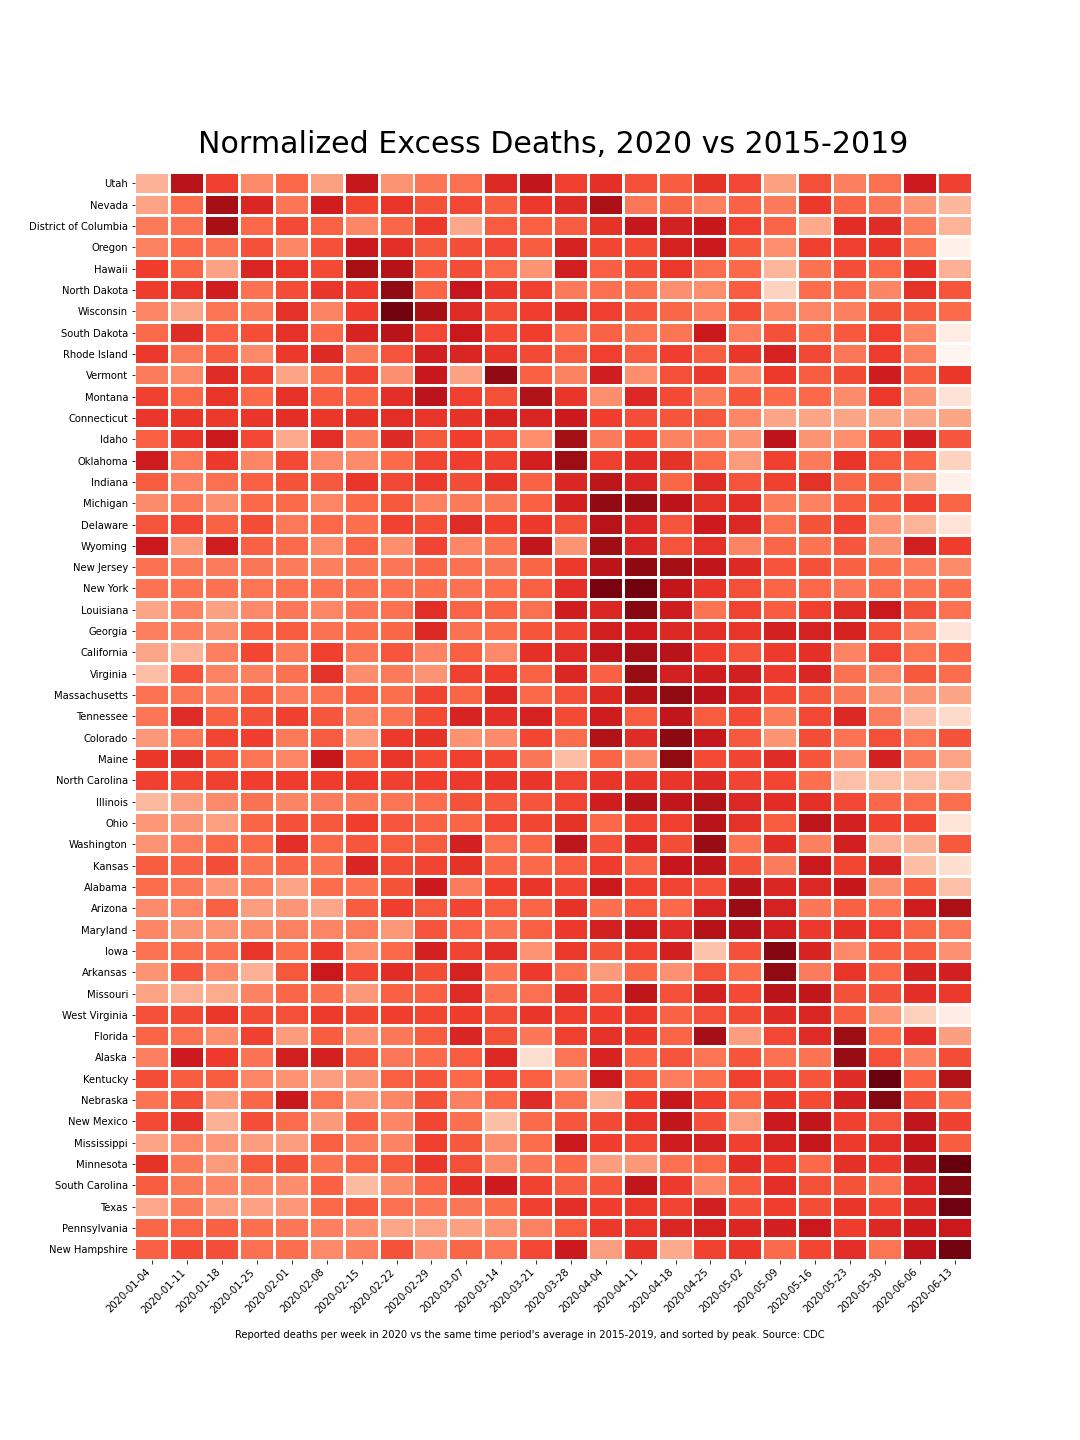 Normalized Excess Deaths, 2020 vs 2015-2019
Utah
Nevada
District of Columbia
Oregon
Hawaii
North Dakota
Wisconsin
South Dakota
Rhode Island
Vermont
Montana
Connecticut
Idaho
Oklahoma
Indiana
Michigan
Delaware
Wyoming
New Jersey
New York
Louisiana
Georgia
California
Virginia
Massachusetts
Tennessee
Colorado
Maine
North Carolina
Illinois
Ohio
Washington
Kansas
Alabama
Arizona
Maryland
Iowa
Arkansas
Missouri
West Virginia
Florida
Alaska
Kentucky
Nebraska
New Mexico
Mississippi
Minnesota
South Carolina
Texas
Pennsylvania
New Hampshire
2020-01-04
2020-01-11
2020-01-18
2020-01-25
2020-02-01
2020-02-08
2020-02-15
2020-02-22
2020-02-29
2020-03-07
2020-03-14
2020-03-21
2020-03-28
2020-04-04
2020-04-11
2020-04-18
2020-04-25
2020-05-02
2020-05-09
2020-05-16
2020-05-23
2020-05-30
2020-06-06
2020-06-13
Reported deaths per week in 2020 vs the same time period's average in 2015-2019, and sorted by peak. Source: CDC